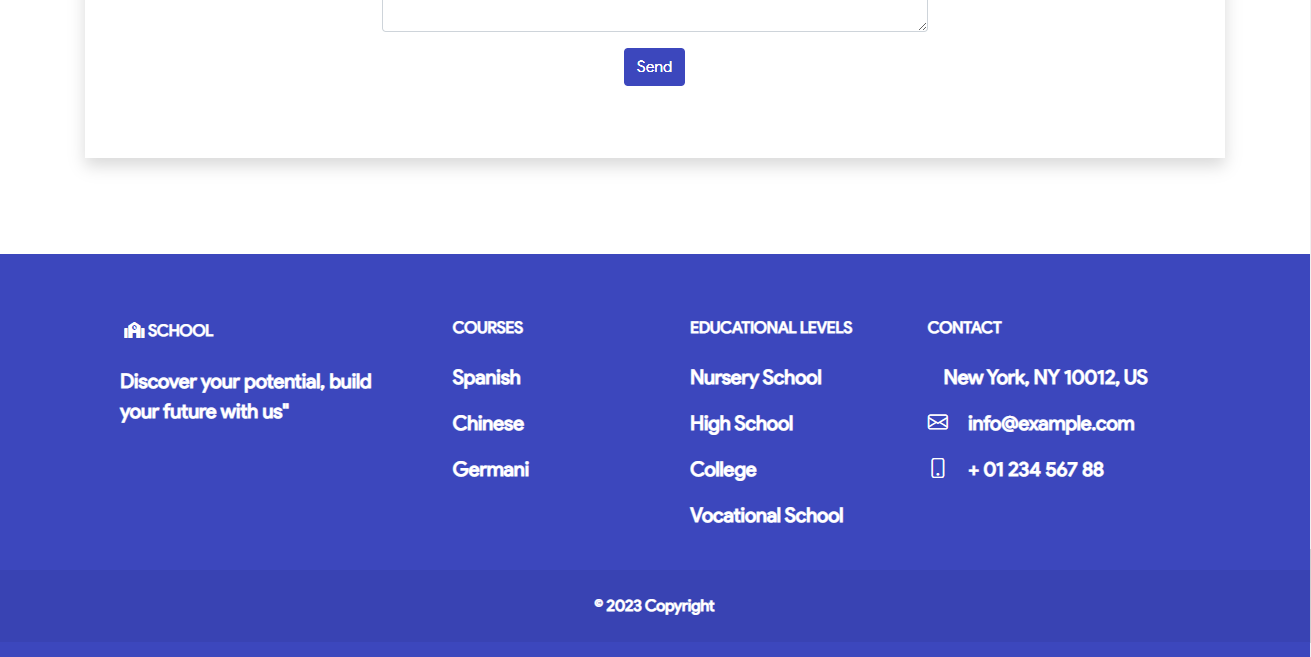 Send
SCHOOL
Discover your potential, build
your future with us"
COURSES
Spanish
Chinese
Germani
EDUCATIONAL LEVELS
Nursery School
High School
College
Vocational School
CONTACT
New York, NY 10012, US
info@example.com
+ 01 234 567 88
© 2023 Copyright